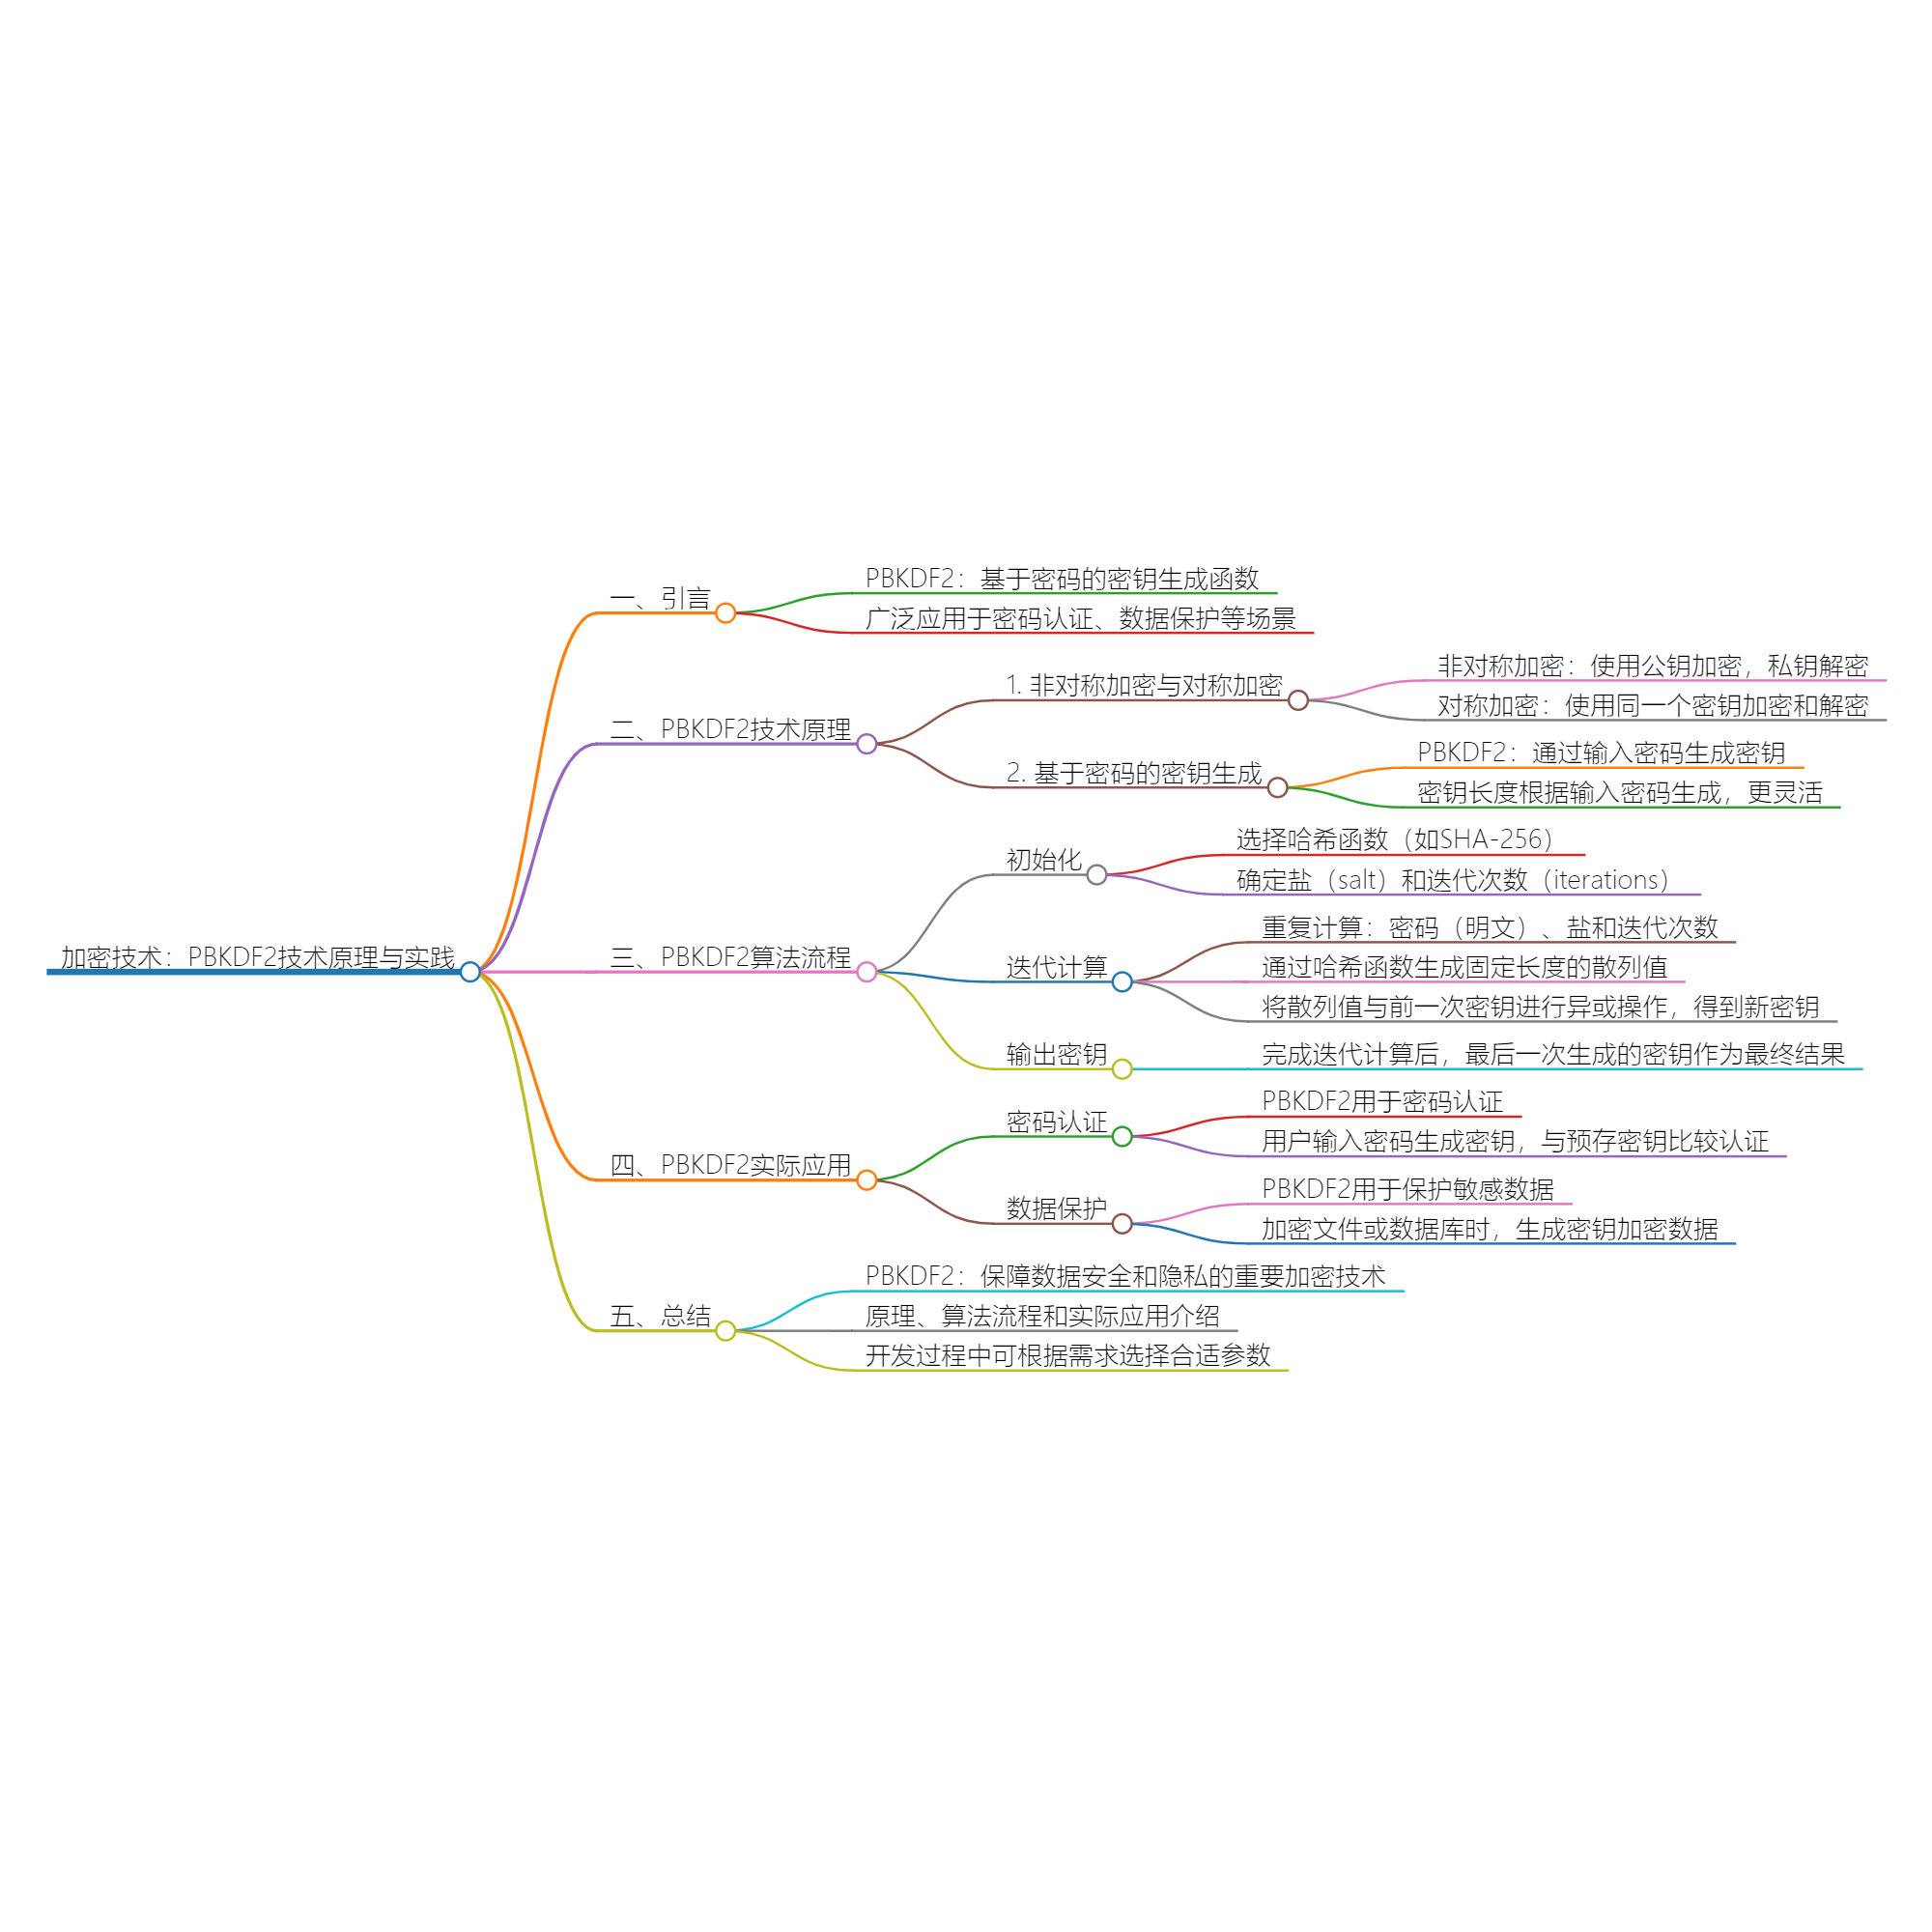 加密技术：PBKDF2技术原理与实践
一、引言
PBKDF2：基于密码的密钥生成函数
广泛应用于密码认证、数据保护等场景
二、PBKDF2技术原理
1. 非对称加密与对称加密
非对称加密：使用公钥加密，私钥解密
对称加密：使用同一个密钥加密和解密
2. 基于密码的密钥生成
PBKDF2：通过输入密码生成密钥
密钥长度根据输入密码生成，更灵活
三、PBKDF2算法流程
初始化
选择哈希函数（如SHA-256）
确定盐（salt）和迭代次数（iterations）
迭代计算
重复计算：密码（明文）、盐和迭代次数
通过哈希函数生成固定长度的散列值
将散列值与前一次密钥进行异或操作，得到新密钥
输出密钥
完成迭代计算后，最后一次生成的密钥作为最终结果
四、PBKDF2实际应用
密码认证
PBKDF2用于密码认证
用户输入密码生成密钥，与预存密钥比较认证
数据保护
PBKDF2用于保护敏感数据
加密文件或数据库时，生成密钥加密数据
五、总结
PBKDF2：保障数据安全和隐私的重要加密技术
原理、算法流程和实际应用介绍
开发过程中可根据需求选择合适参数